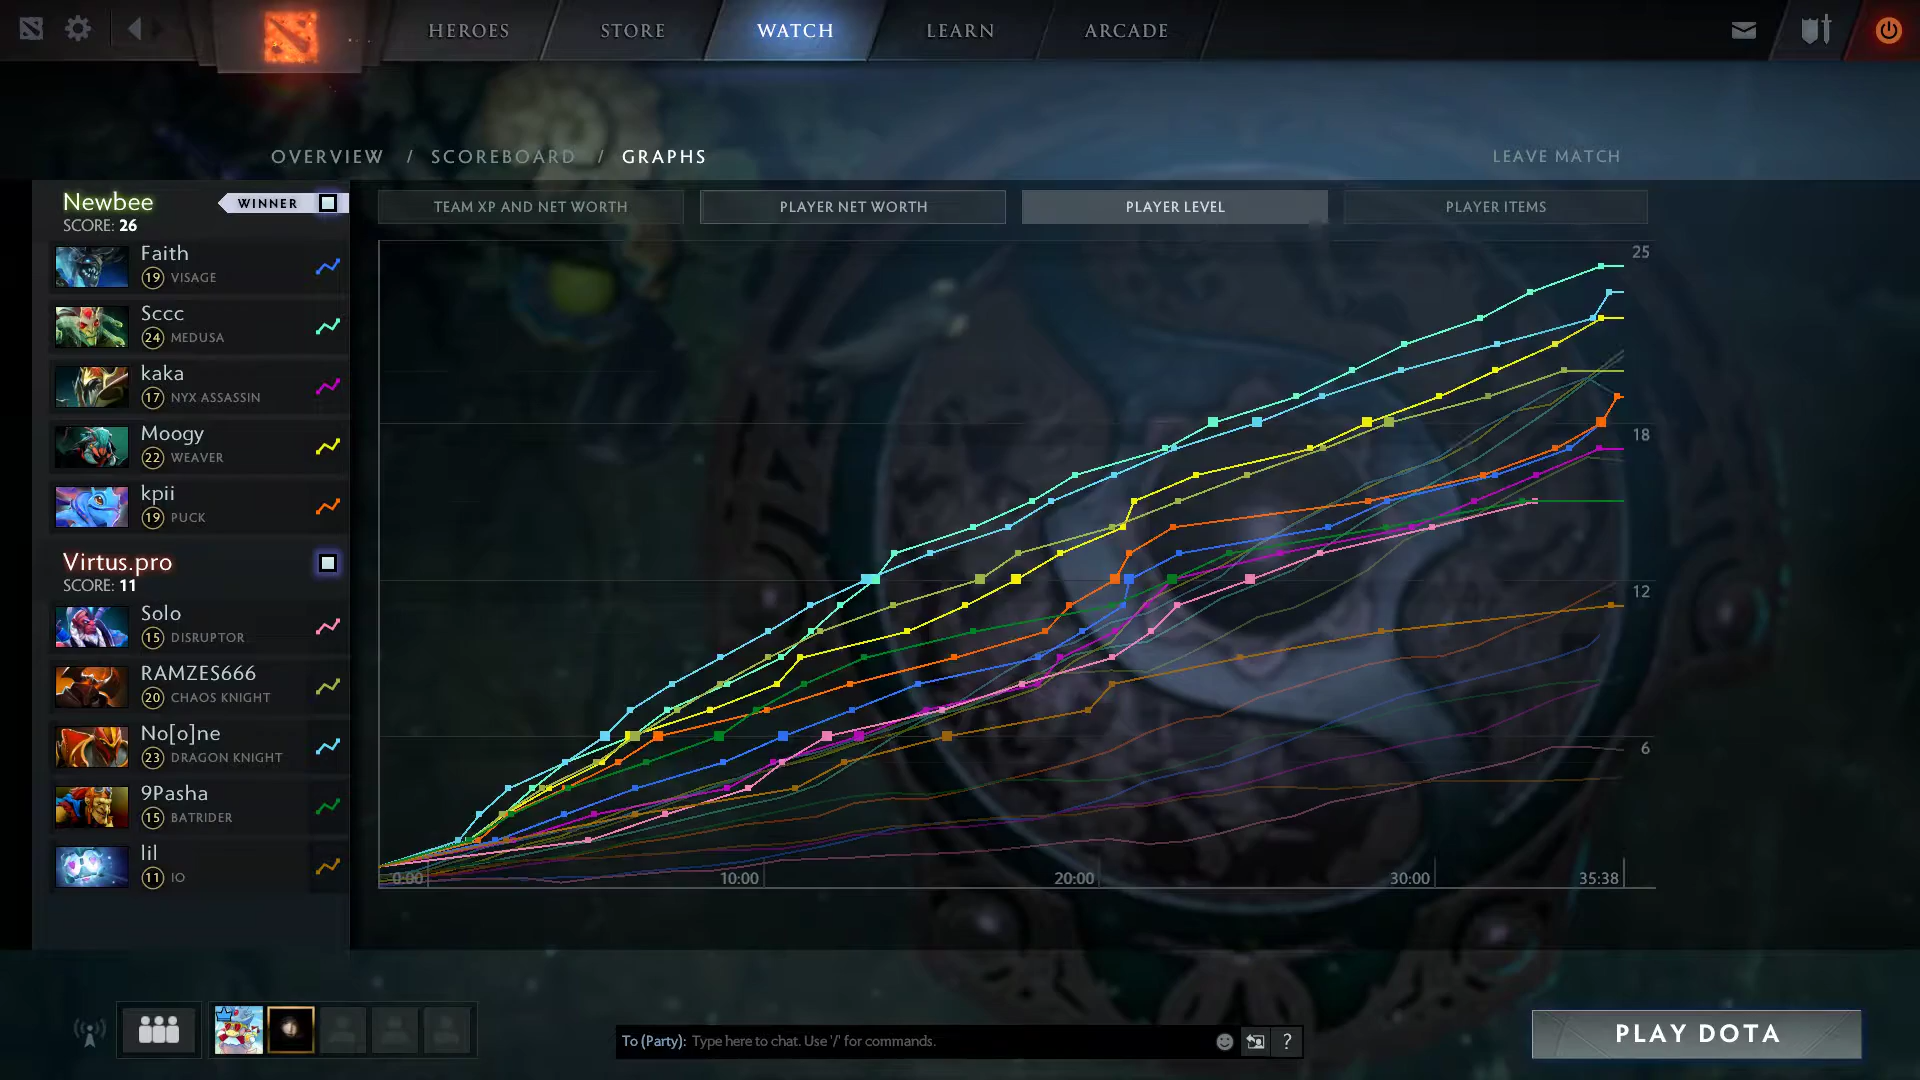 HEROES
STORE
WATCH
LEARN
ARCADE
OVERVIEW / SCOREBOARD / GRAPHS
LEAVE MATCH
Newbee
WINNER
SCORE: 26
TEAM XP AND NET WORTH
PLAYER NET WORTH
PLAYER LEVEL
PLAYER ITEMS
Faith
19 VISAGE
Sccc
24 MEDUSA
kaka
17 NYX ASSASSIN
Moogy
22 WEAVER
kpii
19 PUCK
Virtus.pro
SCORE: 11
Solo
15 DISRUPTOR
RAMZES666
20 CHAOS KNIGHT
No[o]ne
23 DRAGON KNIGHT
9Pasha
15 BATRIDER
lil
11 IO
25
18
12
6
0:00
10:00
20:00
30:00
35:38
To (Party): Type here to chat. Use '/' for commands.
?
PLAY DOTA